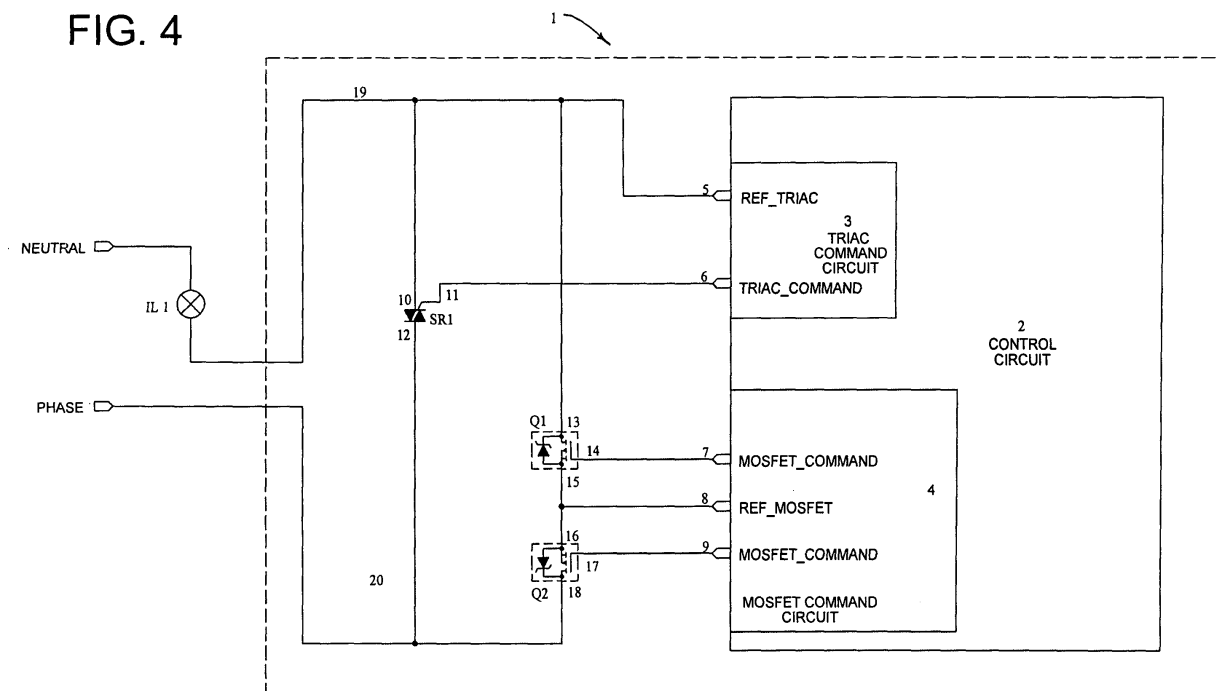 FIG. 4
1
19
5
REF_TRIAC
3
TRIAC
COMMAND
CIRCUIT
NEUTRAL
6
TRIAC_COMMAND
10
11
IL 1
SR1
12
2
CONTROL
CIRCUIT
PHASE
Q1
13
14
7
MOSFET_COMMAND
15
4
8
REF_MOSFET
16
9
MOSFET_COMMAND
17
20
Q2
18
MOSFET COMMAND
CIRCUIT